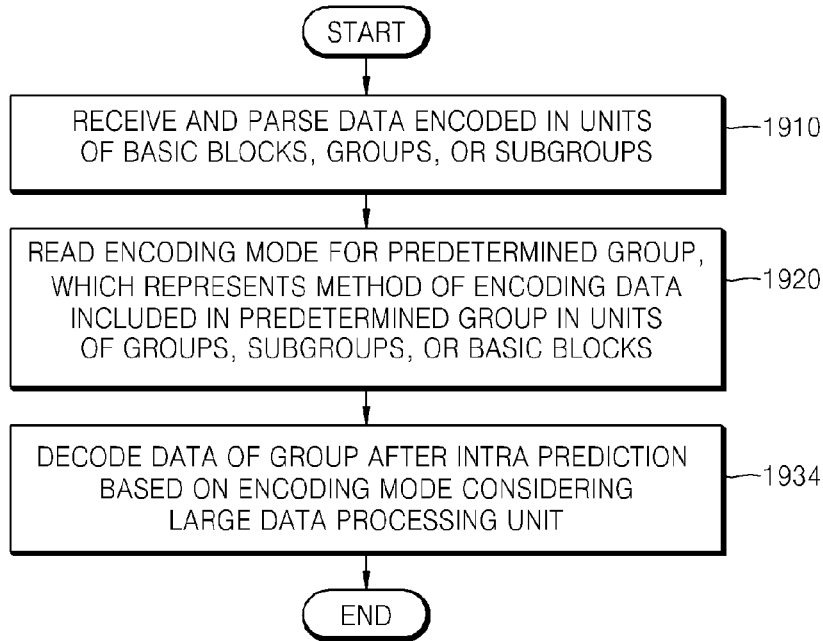 START
RECEIVE AND PARSE DATA ENCODED IN UNITS
OF BASIC BLOCKS, GROUPS, OR SUBGROUPS
1910
READ ENCODING MODE FOR PREDETERMINED GROUP,
WHICH REPRESENTS METHOD OF ENCODING DATA
INCLUDED IN PREDETERMINED GROUP IN UNITS
OF GROUPS, SUBGROUPS, OR BASIC BLOCKS
1920
DECODE DATA OF GROUP AFTER INTRA PREDICTION
BASED ON ENCODING MODE CONSIDERING
LARGE DATA PROCESSING UNIT
1934
END